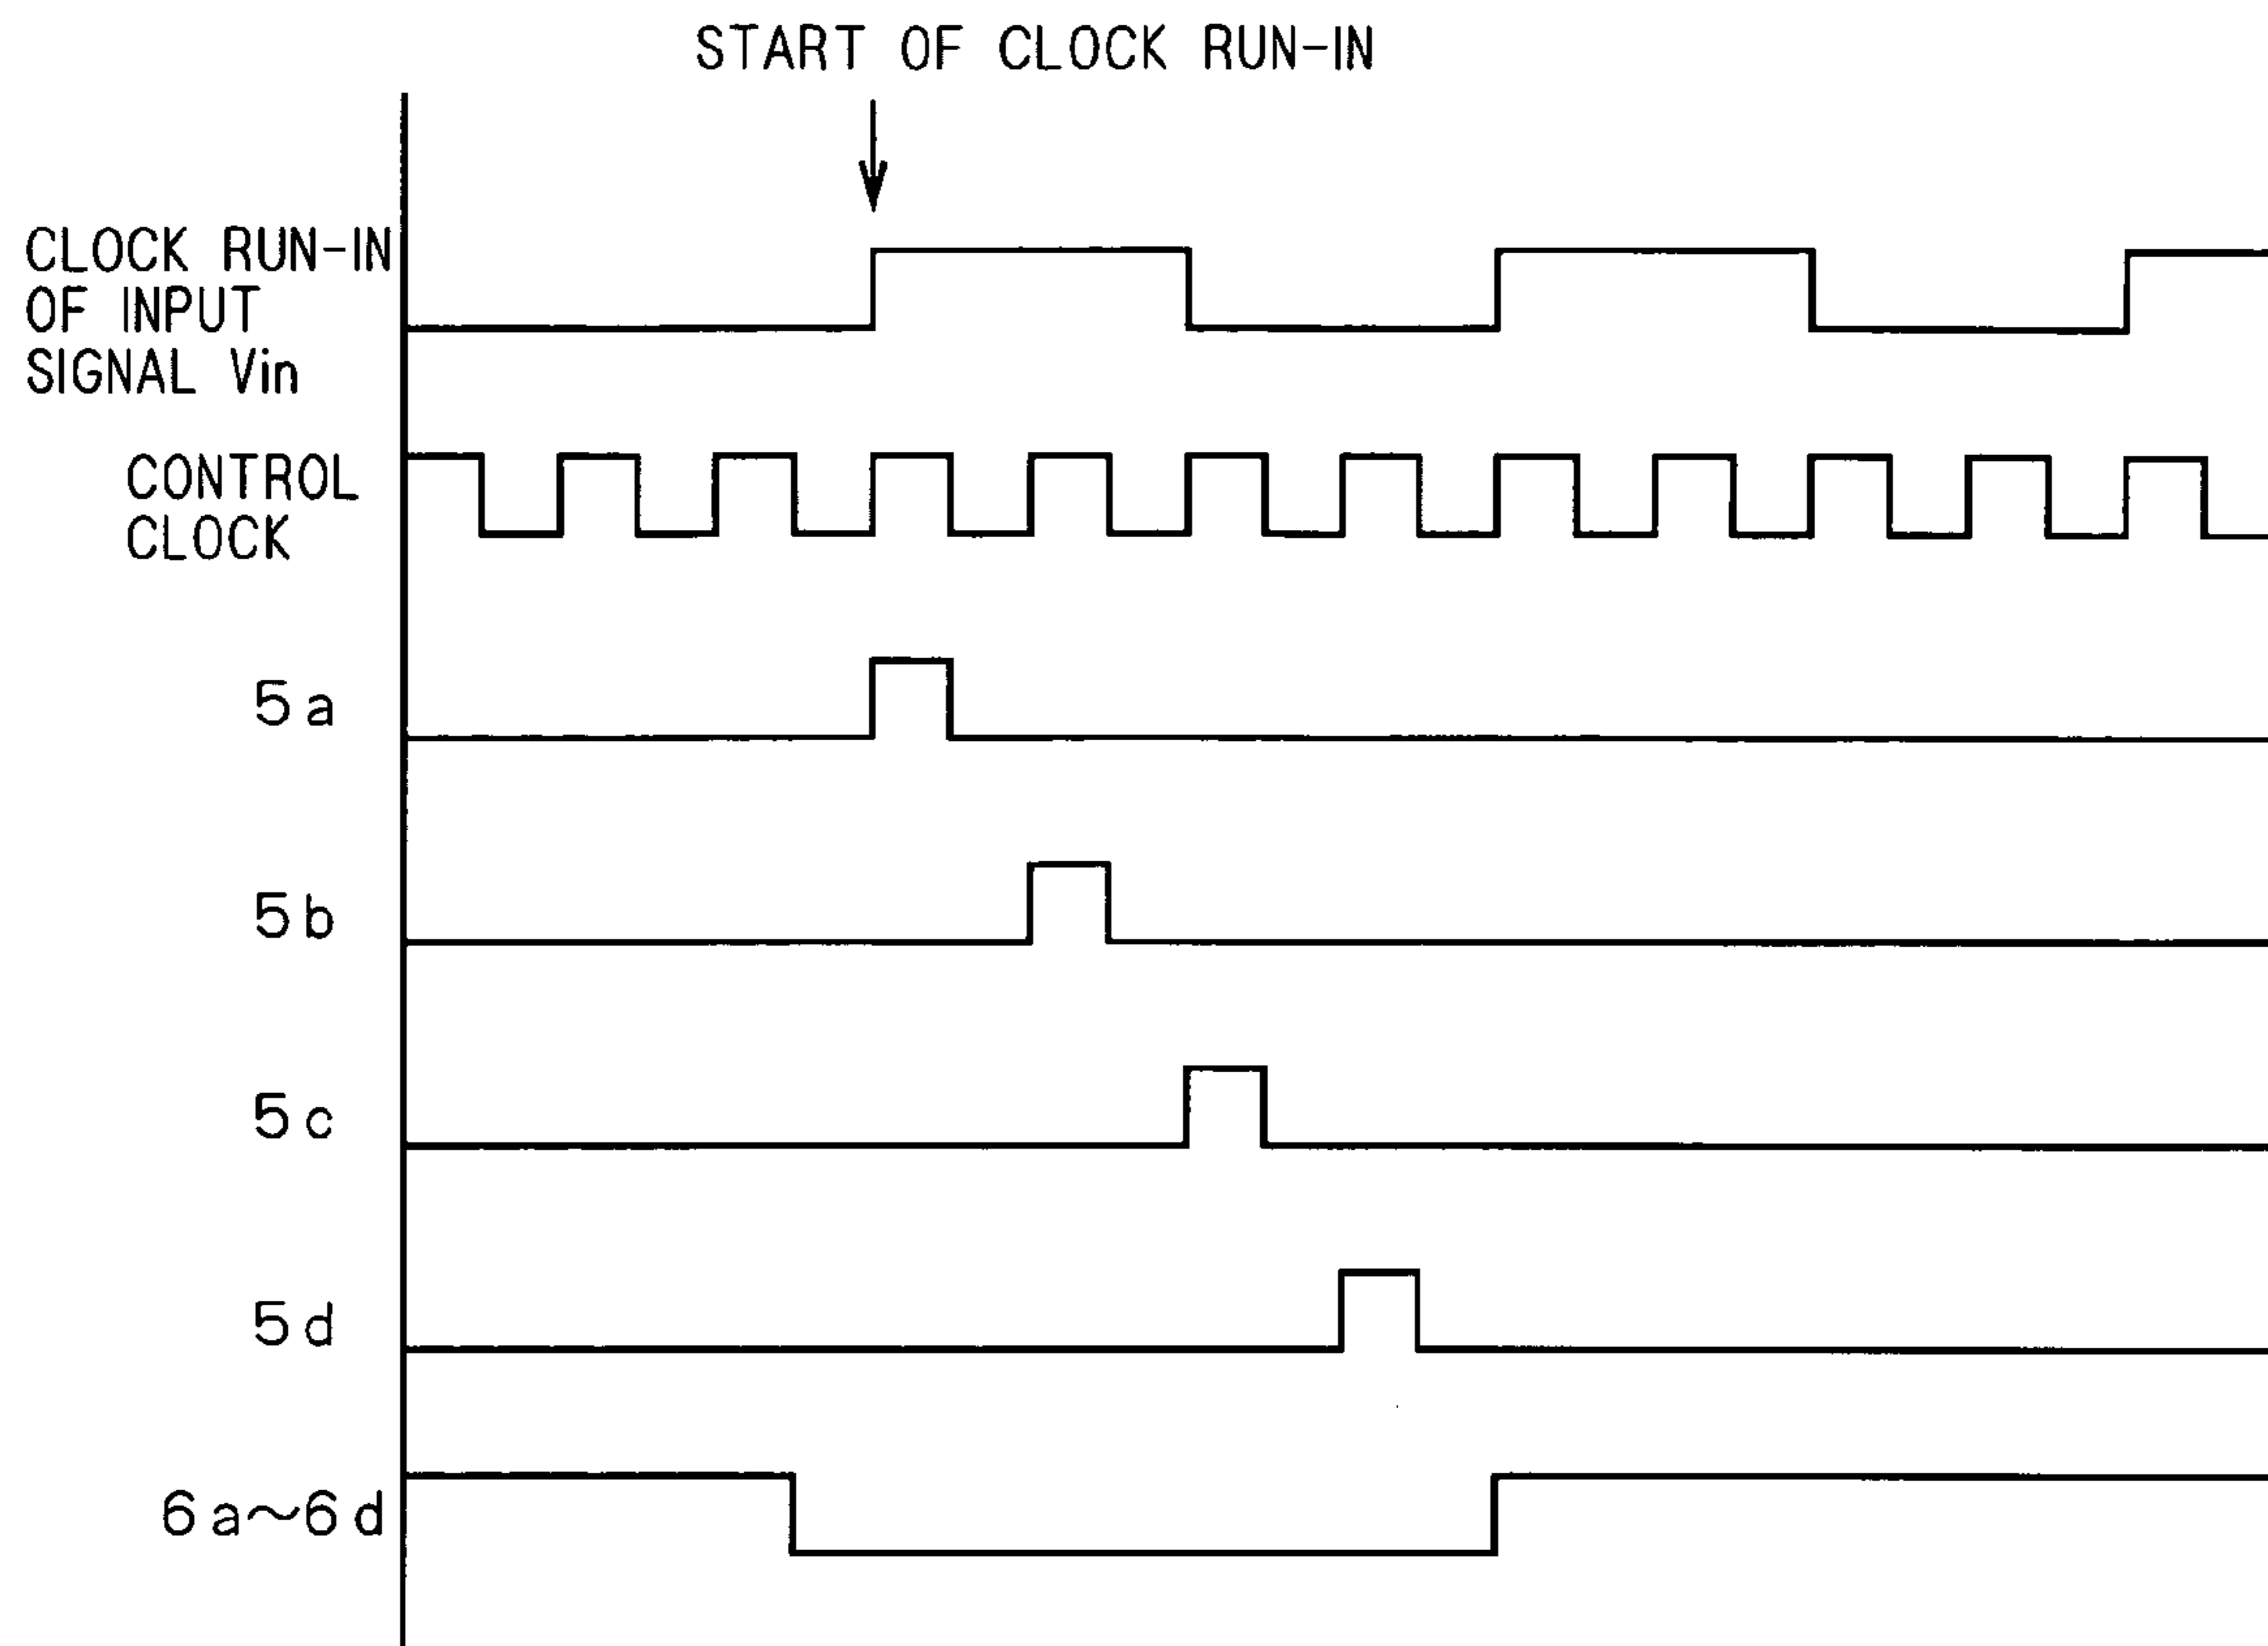 START OF CLOCK RUN-IN
CLOCK RUN-IN
OF INPUT
SIGNAL Vin
CONTROL
CLOCK
5a
5b
5c
5d
6a~6d